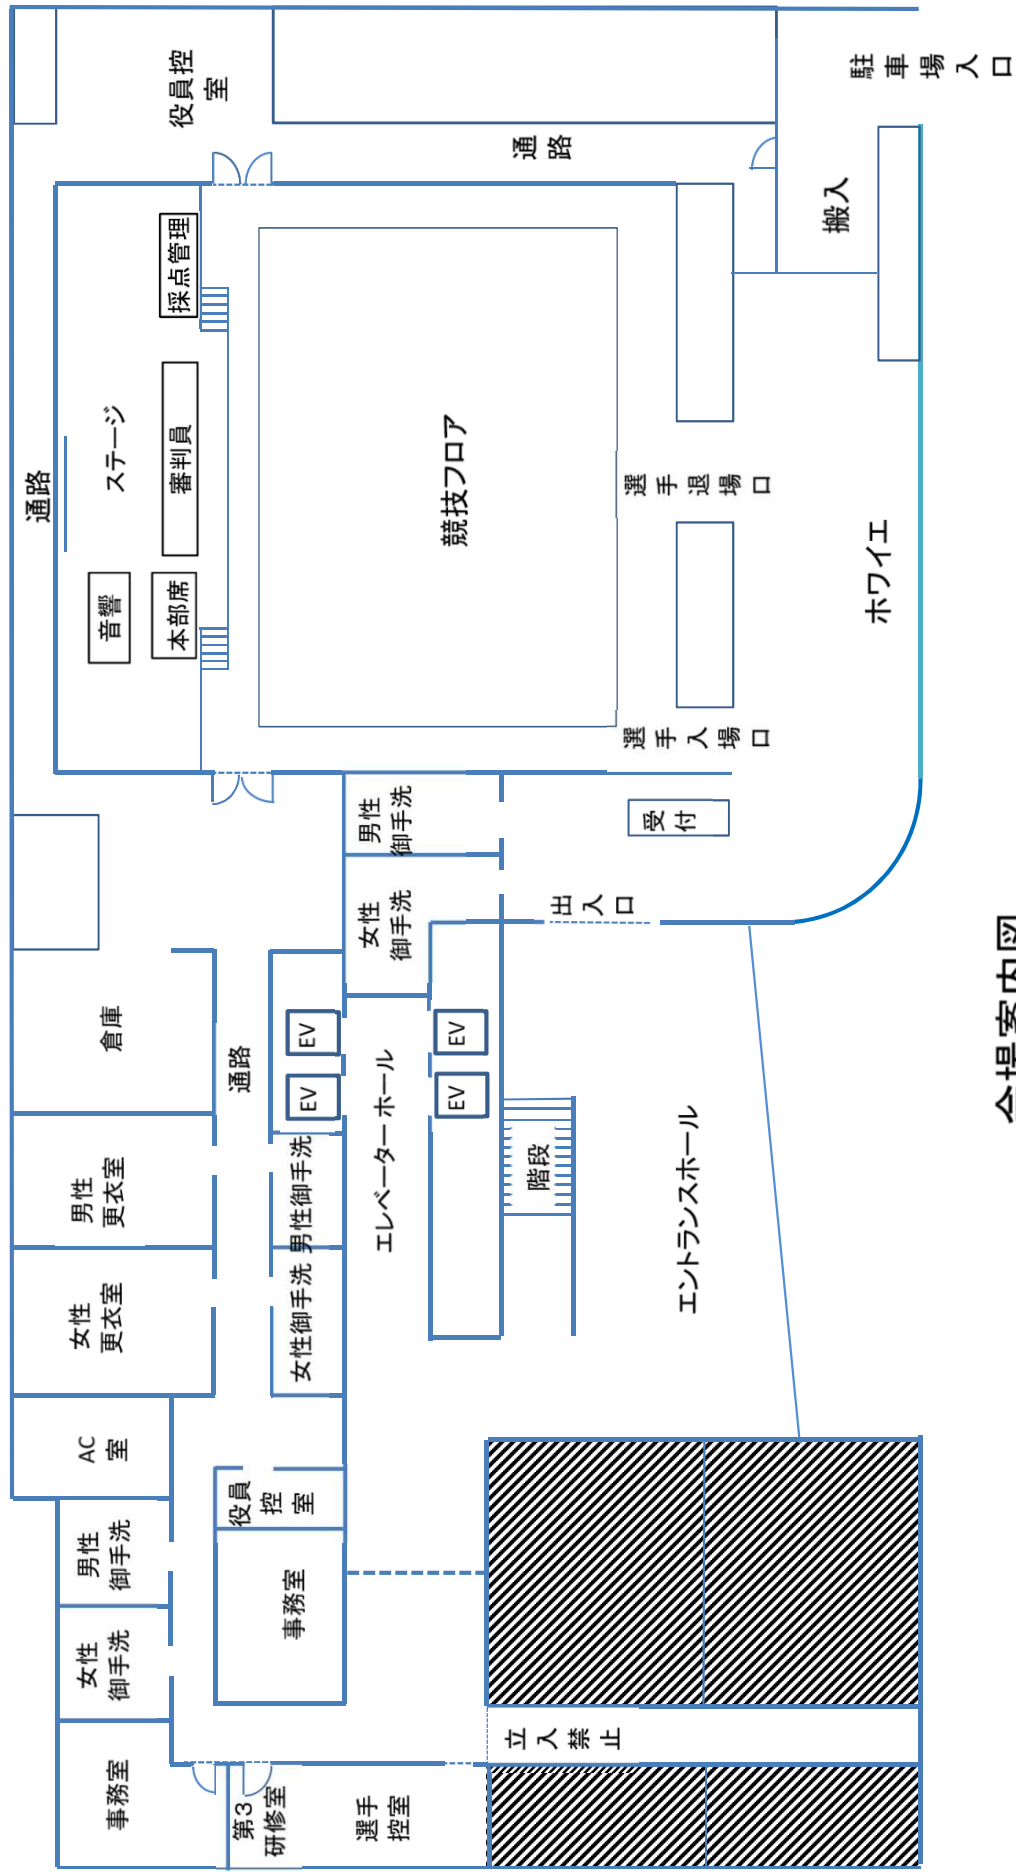 通路
事務室
女性
御手洗
男性
御手洗
AC
室
女性
更衣室
男性
更衣室
倉庫
音響
ステージ
本部席
審判員
採点管理
役員控
室
第3
研修室
役員
控
室
事務室
通路
女性御手洗
男性御手洗
EV
EV
選手
控室
エレベーター ホール
女性
御手洗
男性
御手洗
競技フロア
EV
EV
通路
立入禁止
階段
出入口
受付
選手入場口
選手退場口
エントランスホール
ホワイエ
搬入
駐車場入口
会場案内図